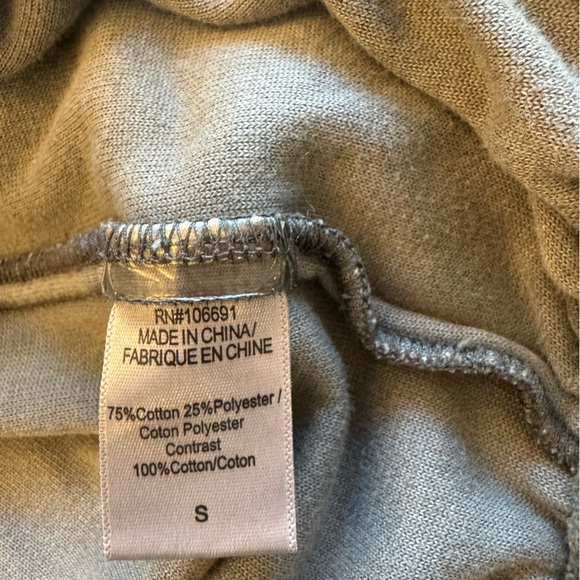 RN#106691
MADE IN CHINA/
FABRIQUE EN CHINE
75%Cotton 25%Polyester /
Coton Polyester
Contrast
100%Cotton/Coton
S